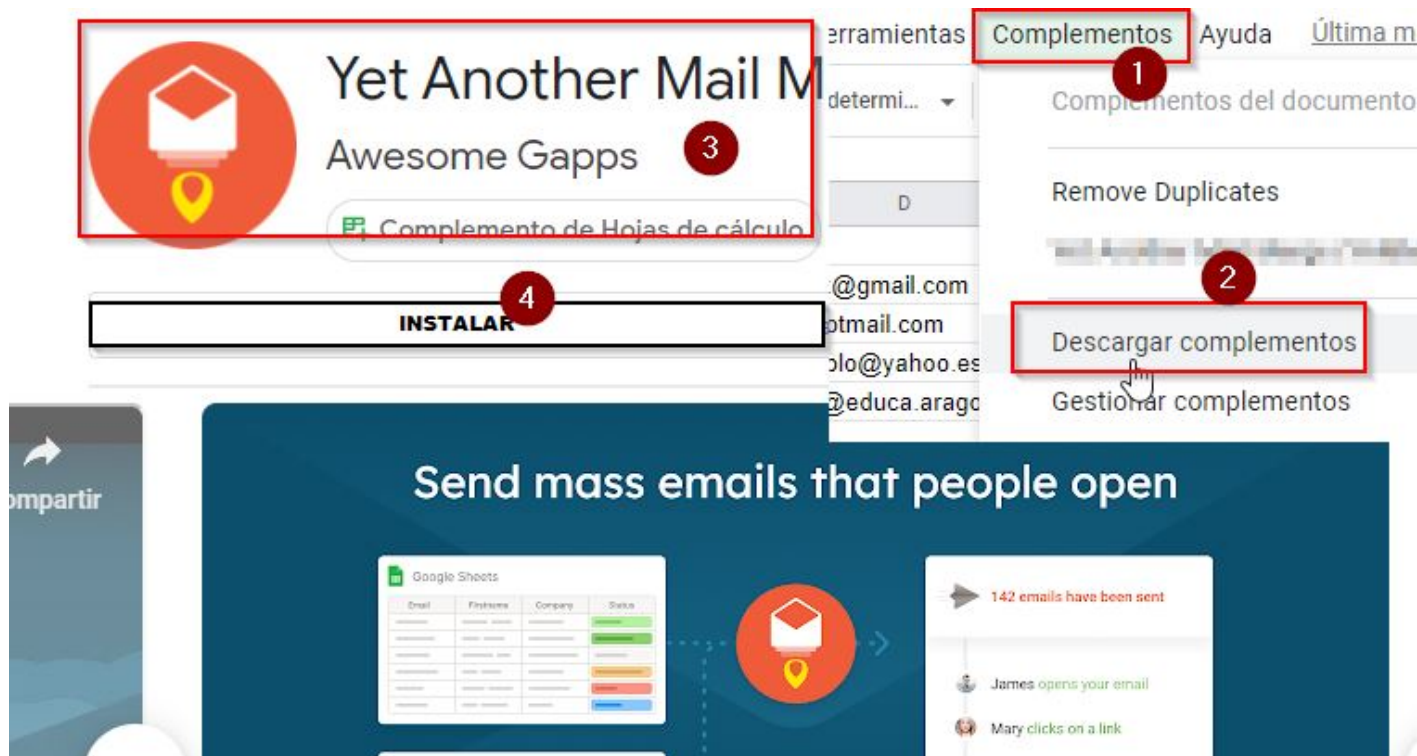 Yet Another Mail M
Awesome Gapps
3
Complemento de Hojas de cálculo
4
INSTALAR
erramientas Complementos Ayuda Última m
1
determi...
Complementos del documento
D
Remove Duplicates
2
@gmail.com
otmail.com
blo@yahoo.es
@educa.arago
Descargar complementos
Gestionar complementos
ompartir
Send mass emails that people open
Google Sheets
Email Firstname Company Status
142 emails have been sent
James opens your email
Mary clicks on a link